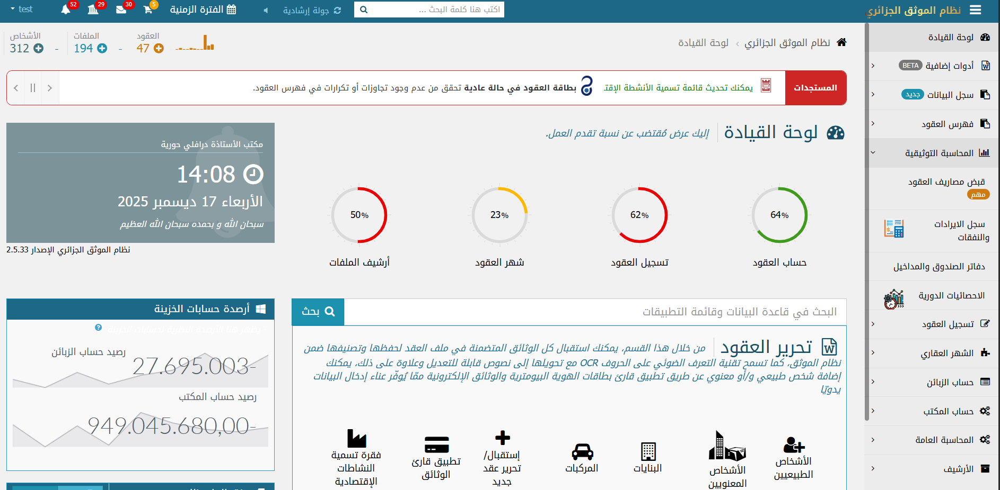 نظام الموثق الجزائري
اكتب هنا كلمة البحث ...
جولة إرشادية
الفترة الزمنية
5
30
29
52
test
لوحة القيادة
أدوات إضافية BETA
سجل البيانات جديد
فهرس العقود
المحاسبة التوثيقية
قبض مصاريف العقود
مهم
سجل الايرادات
والنفقات
دفاتر الصندوق والمداخيل
الاحصائيات الدورية
تسجيل العقود
الشهر العقاري
حساب الزبائن
حساب المكتب
المحاسبة العامة
الأرشيف
نظام الموثق الجزائري > لوحة القيادة
العقود
47
-
الملفات
194
-
الأشخاص
312
المستجدات
يمكنك تحديث قائمة تسمية الأنشطة الإقت
بطاقة العقود في حالة عادية تحقق من عدم وجود تجاوزات أو تكرارات في فهرس العقود.
لوحة القيادة إليك عرض مُقتضب عن نسبة تقدم العمل.
64%
حساب العقود
62%
تسجيل العقود
23%
شهر العقود
50%
أرشيف الملفات
مكتب الأستاذة درافلي حورية
14:08
الأربعاء 17 ديسمبر 2025
سبحان الله و بحمده سبحان الله العظيم
نظام الموثق الجزائري الإصدار 2.5.33
البحث في قاعدة البيانات وقائمة التطبيقات
بحث
تحرير العقود من خلال هذا القسم، يمكنك استقبال كل الوثائق المتضمنة في ملف العقد لحفظها وتصنيفها ضمن
نظام الموثق، كما تسمح تقنية التعرف الضوئي على الحروف OCR مع تحويلها إلى نصوص قابلة للتعديل وعلاوة على ذلك، يمكنك
إضافة شخص طبيعي و/أو معنوي عن طريق تطبيق قارئ بطاقات الهوية البيومترية والوثائق الإلكترونية ممّا يُوفّر عناء إدخال البيانات
يدويّا
الأشخاص
الطبيعيين
الأشخاص
المعنويين
البنايات
المركبات
إستقبال/
تحرير عقد
جديد
تطبيق قارئ
الوثائق
فقرة تسمية
النشاطات
الإقتصادية
أرصدة حسابات الخزينة
يظهر هنا الأرصدة النظرية لحسابات الخزينة
رصيد حساب الزبائن
27.695.003-
رصيد حساب المكتب
949.045.680,00-